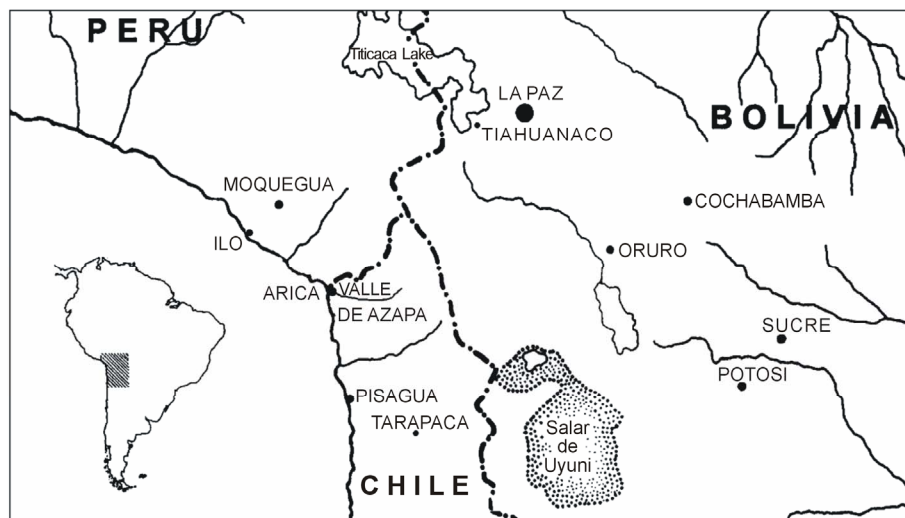 PERU
Titicaca Lake
LA PAZ
BOLIVIA
TIAHUANACO
MOQUEGUA
COCHABAMBA
ILO
ORURO
ARICA
VALLE
DE AZAPA
SUCRE
POTOSI
PISAGUA
TARAPACA
Salar
de
Uyuni
CHILE